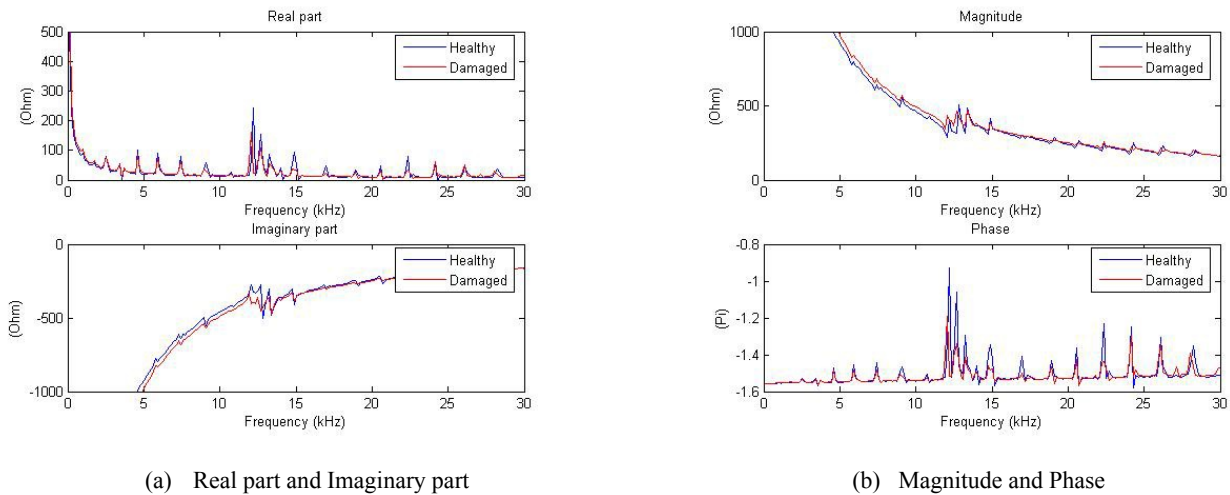 Real part
500
400
300
200
100
0
(Ohm)
Healthy
Damaged
0 5 10 15 20 25 30
Frequency (kHz)
Imaginary part
0
-500
-1000
(Ohm)
Healthy
Damaged
0 5 10 15 20 25 30
Frequency (kHz)
(a) Real part and Imaginary part
Magnitude
1000
500
0
(Ohm)
Healthy
Damaged
0 5 10 15 20 25 30
Frequency (kHz)
Phase
-0.8
-1
-1.2
-1.4
-1.6
(Pi)
Healthy
Damaged
0 5 10 15 20 25 30
Frequency (kHz)
(b) Magnitude and Phase